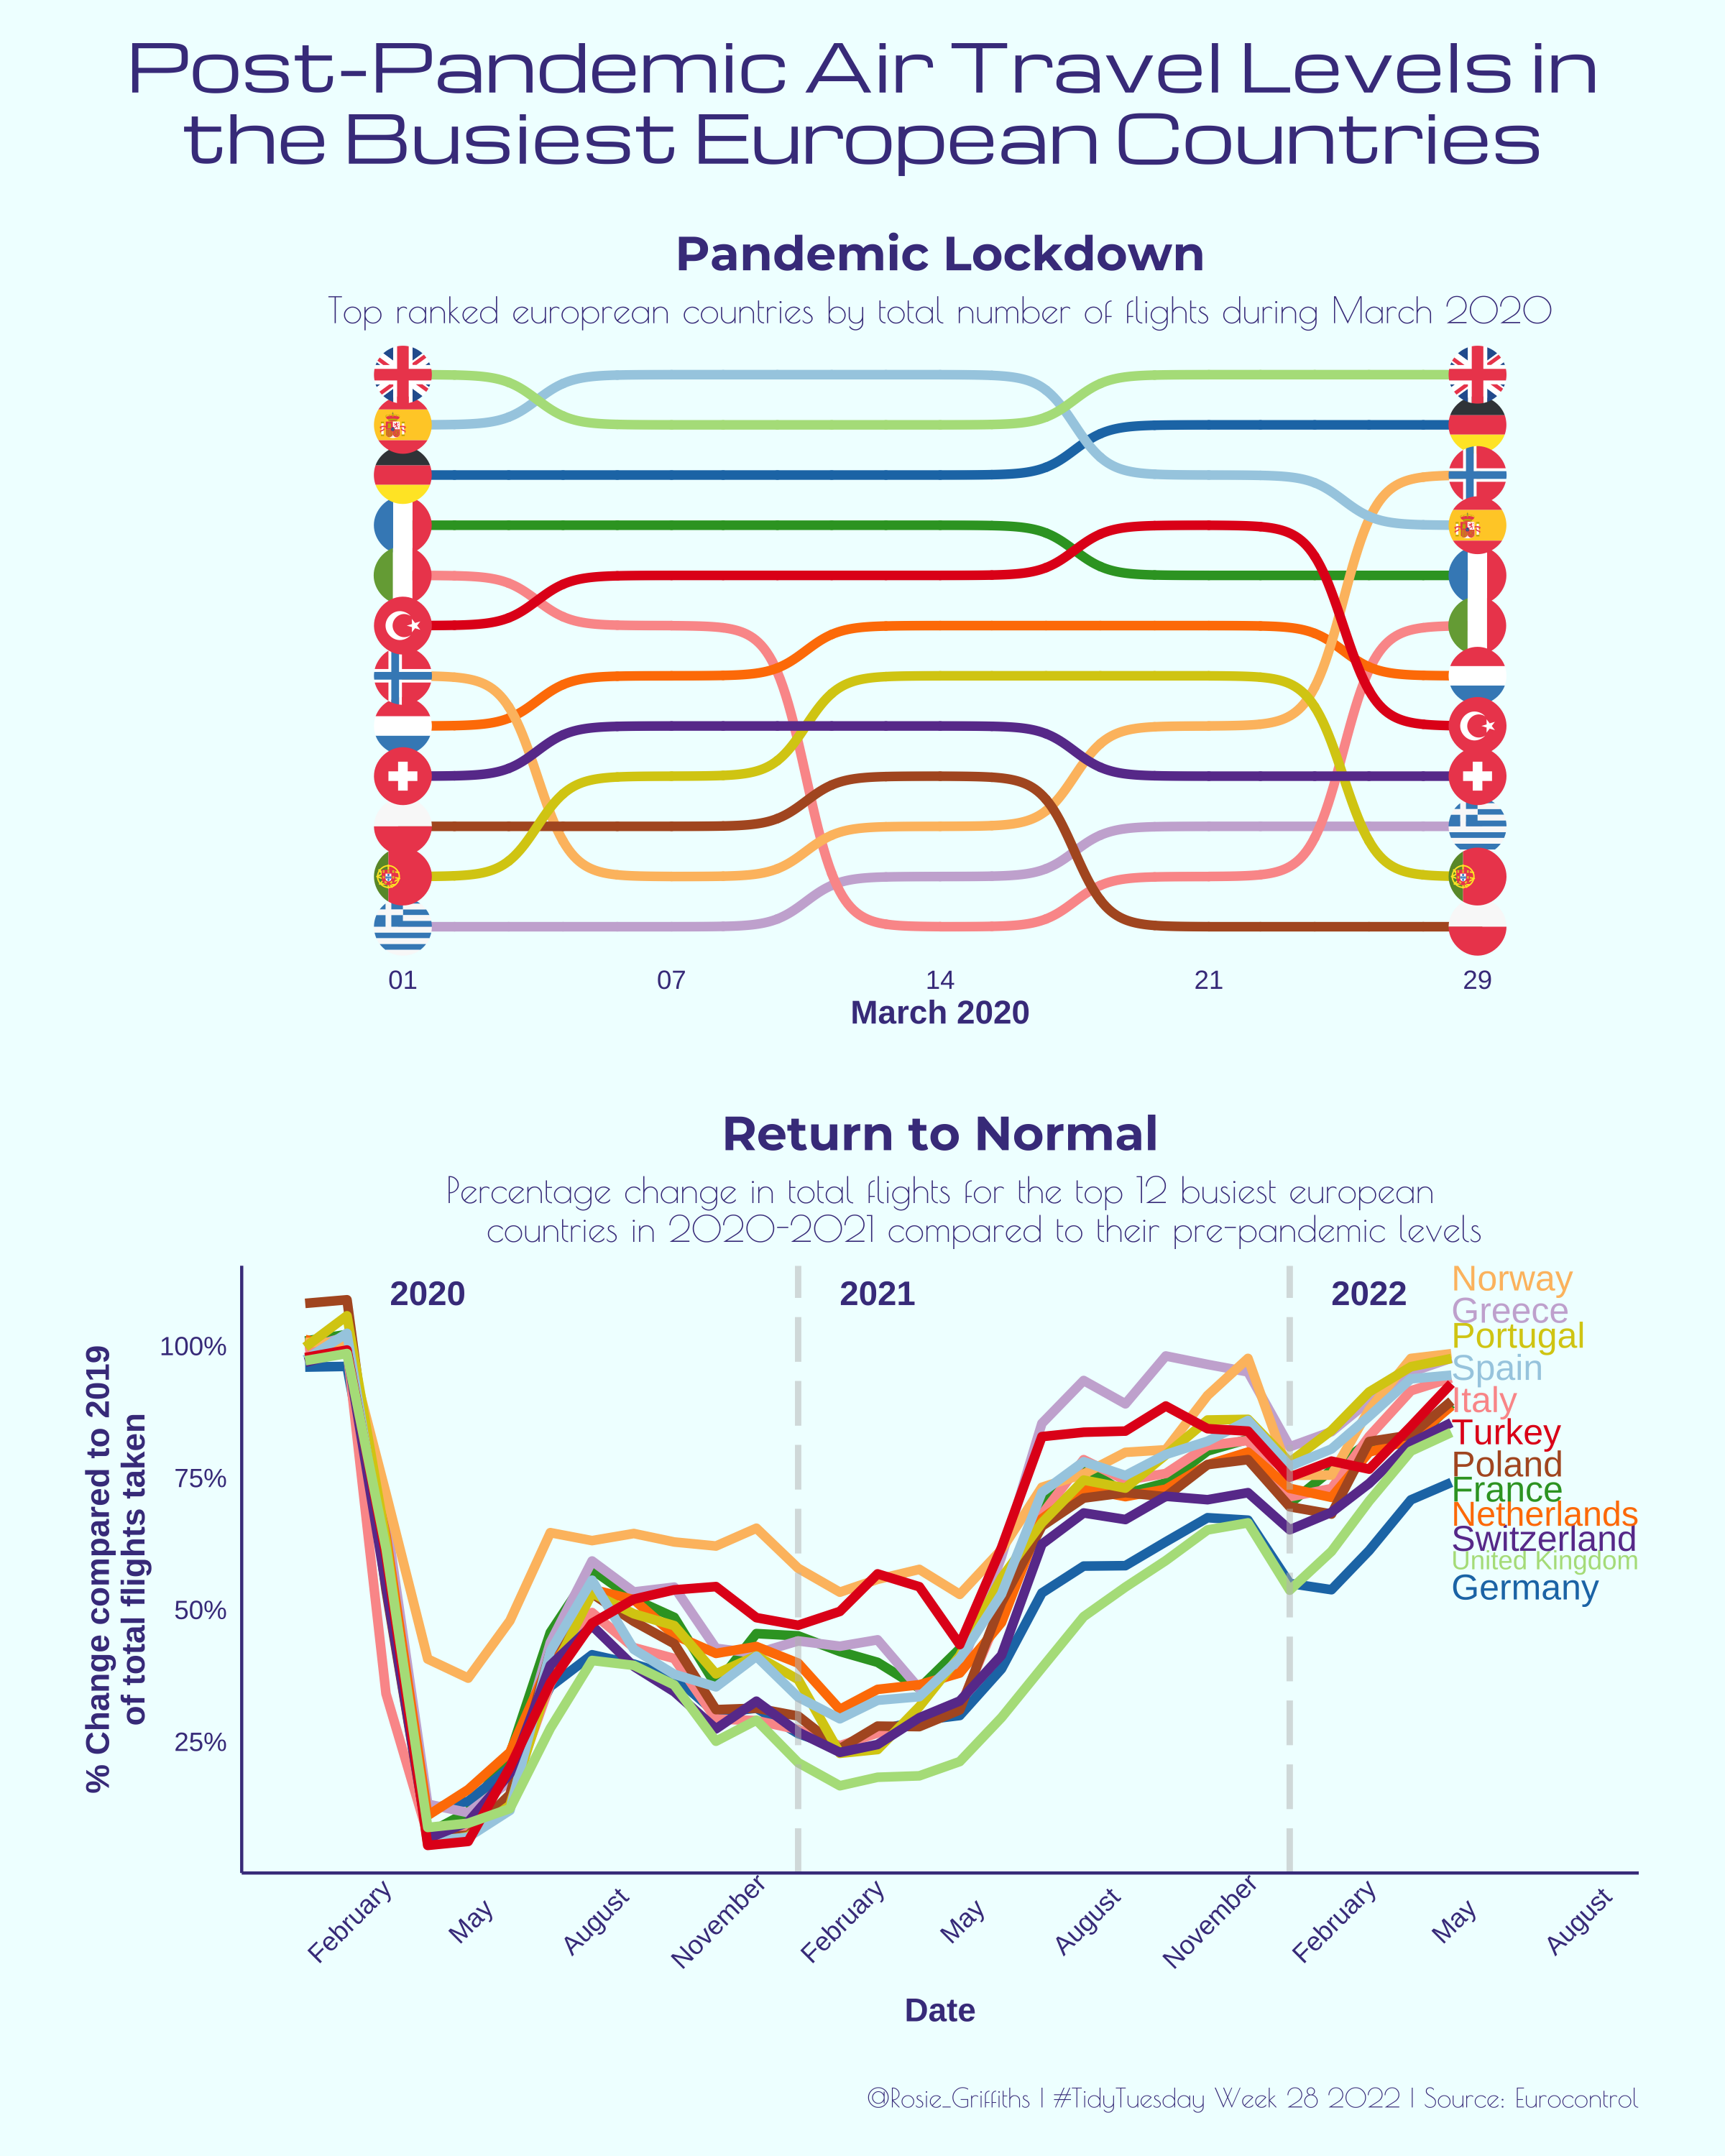 Post-Pandemic Air Travel Levels in
the Busiest European Countries
Pandemic Lockdown
Top ranked europrean countries by total number of flights during March 2020
01 07 14 21 29
March 2020
Return to Normal
Percentage change in total flights for the top 12 busiest european
countries in 2020-2021 compared to their pre-pandemic levels
% Change compared to 2019
of total flights taken
2020 2021 2022
100%
75%
50%
25%
Norway
Greece
Portugal
Spain
Italy
Turkey
Poland
France
Netherlands
Switzerland
United Kingdom
Germany
February May August November February May August November February May August
Date
@Rosie_Griffiths | #TidyTuesday Week 28 2022 | Source: Eurocontrol